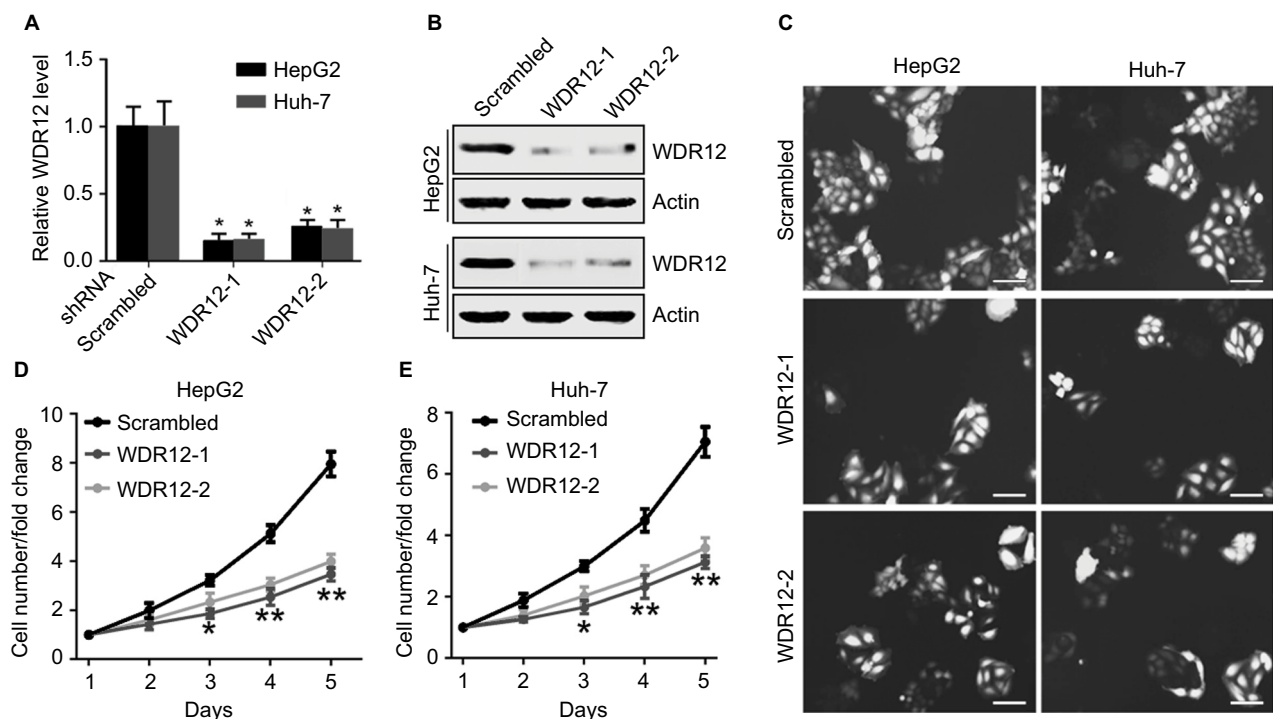 A
Relative WDR12 level
1.5
1.0
0.5
0.0
HepG2
Huh-7
* *
* *
shRNA
Scrambled
WDR12-1
WDR12-2
B
Scrambled
WDR12-1
WDR12-2
HepG2
WDR12
Actin
Huh-7
WDR12
Actin
C
HepG2
Huh-7
Scrambled
WDR12-1
WDR12-2
D
HepG2
Cell number/fold change
10
8
6
4
2
0
Scrambled
WDR12-1
WDR12-2
*
**
**
1 2 3 4 5
Days
E
Huh-7
Cell number/fold change
8
6
4
2
0
Scrambled
WDR12-1
WDR12-2
*
**
**
1 2 3 4 5
Days